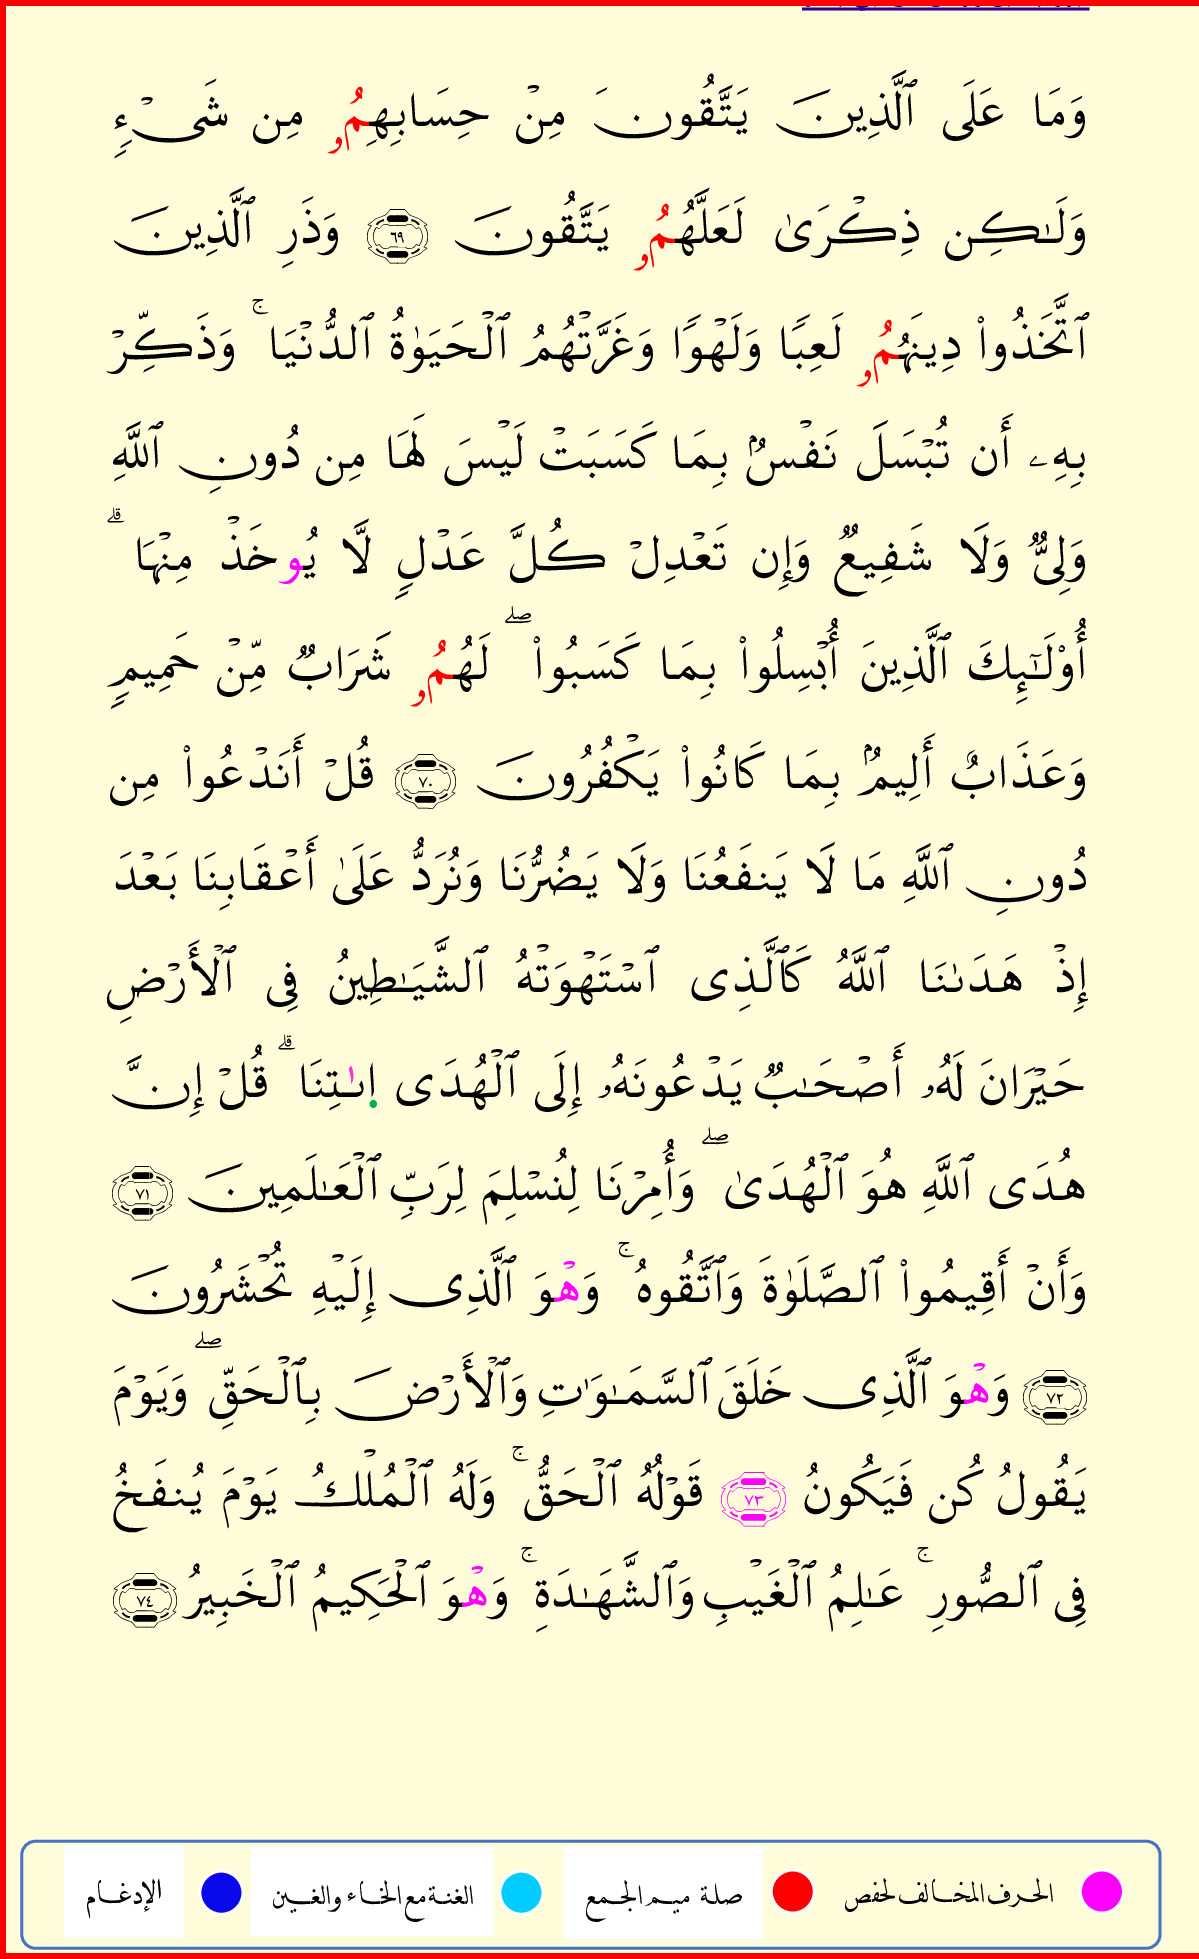 وَمَا عَلَى ٱلَّذِينَ يَتَّقُونَ مِنْ حِسَابِهِمُۥ مِن شَىْءٍ
وَلَـٰكِن ذِكْرَىٰ لَعَلَّهُمُۥ يَتَّقُونَ ٦٩ وَذَرِ ٱلَّذِينَ
ٱتَّخَذُوا۟ دِينَهُمُۥ لَعِبًا وَلَهْوًا وَغَرَّتْهُمُ ٱلْحَيَوٰةُ ٱلدُّنْيَا ۚ وَذَكِّرْ
بِهِۦ أَن تُبْسَلَ نَفْسٌۢ بِمَا كَسَبَتْ لَيْسَ لَهَا مِن دُونِ ٱللَّهِ
وَلِىٌّ وَلَا شَفِيعٌ وَإِن تَعْدِلْ كُلَّ عَدْلٍ لَّا يُوخَذْ مِنْهَا ۗ
أُو۟لَـٰٓئِكَ ٱلَّذِينَ أُبْسِلُوا۟ بِمَا كَسَبُوا۟ ۖ لَهُمُۥ شَرَابٌ مِّنْ حَمِيمٍ
وَعَذَابٌ أَلِيمٌۢ بِمَا كَانُوا۟ يَكْفُرُونَ ٧٠ قُلْ أَنَدْعُوا۟ مِن
دُونِ ٱللَّهِ مَا لَا يَنفَعُنَا وَلَا يَضُرُّنَا وَنُرَدُّ عَلَىٰٓ أَعْقَابِنَا بَعْدَ
إِذْ هَدَىٰنَا ٱللَّهُ كَٱلَّذِى ٱسْتَهْوَتْهُ ٱلشَّيَـٰطِينُ فِى ٱلْأَرْضِ
حَيْرَانَ لَهُۥ أَصْحَـٰبٌ يَدْعُونَهُۥ إِلَى ٱلْهُدَى اٜىـٰتِنَا ۗ قُلْ إِنَّ
هُدَى ٱللَّهِ هُوَ ٱلْهُدَىٰ ۖ وَأُمِرْنَا لِنُسْلِمَ لِرَبِّ ٱلْعَـٰلَمِينَ ٧١
وَأَنْ أَقِيمُوا۟ ٱلصَّلَوٰةَ وَٱتَّقُوهُ ۚ وَهْوَ ٱلَّذِى إِلَيْهِ تُحْشَرُونَ
٧٢ وَهْوَ ٱلَّذِى خَلَقَ ٱلسَّمَـٰوَٰتِ وَٱلْأَرْضَ بِٱلْحَقِّ ۖ وَيَوْمَ
يَقُولُ كُن فَيَكُونُ ٧٣ قَوْلُهُ ٱلْحَقُّ ۚ وَلَهُ ٱلْمُلْكُ يَوْمَ يُنفَخُ
فِى ٱلصُّورِ ۚ عَـٰلِمُ ٱلْغَيْبِ وَٱلشَّهَـٰدَةِ ۚ وَهْوَ ٱلْحَكِيمُ ٱلْخَبِيرُ ٧٤
الحرف المخالف لحفص صلة ميم الجمع الغنة مع الخاء والغين الإدغام